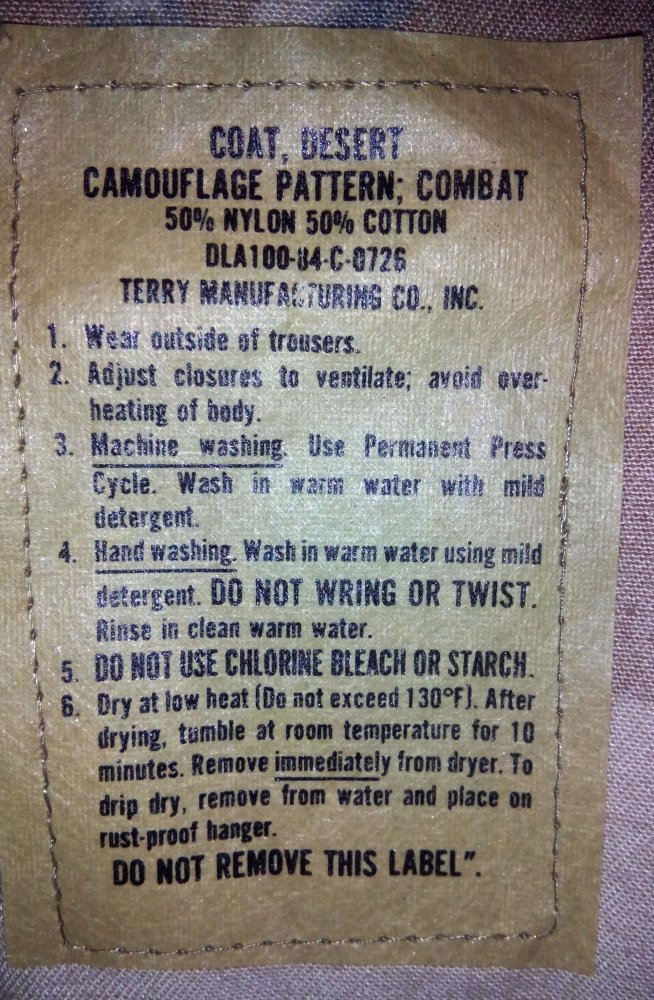 COAT, DESERT
CAMOUFLAGE PATTERN; COMBAT
50% NYLON 50% COTTON
DLA100-84-C-0726
TERRY MANUFACTURING CO., INC.
1. Wear outside of trousers.
2. Adjust closures to ventilate; avoid over-
heating of body.
3. Machine washing. Use Permanent Press
Cycle. Wash in warm water with mild
detergent.
4. Hand washing. Wash in warm water using mild
detergent. DO NOT WRING OR TWIST.
Rinse in clean warm water.
5. DO NOT USE CHLORINE BLEACH OR STARCH.
6. Dry at low heat (Do not exceed 130°F). After
drying, tumble at room temperature for 10
minutes. Remove immediately from dryer. To
drip dry, remove from water and place on
rust-proof hanger.
DO NOT REMOVE THIS LABEL”.